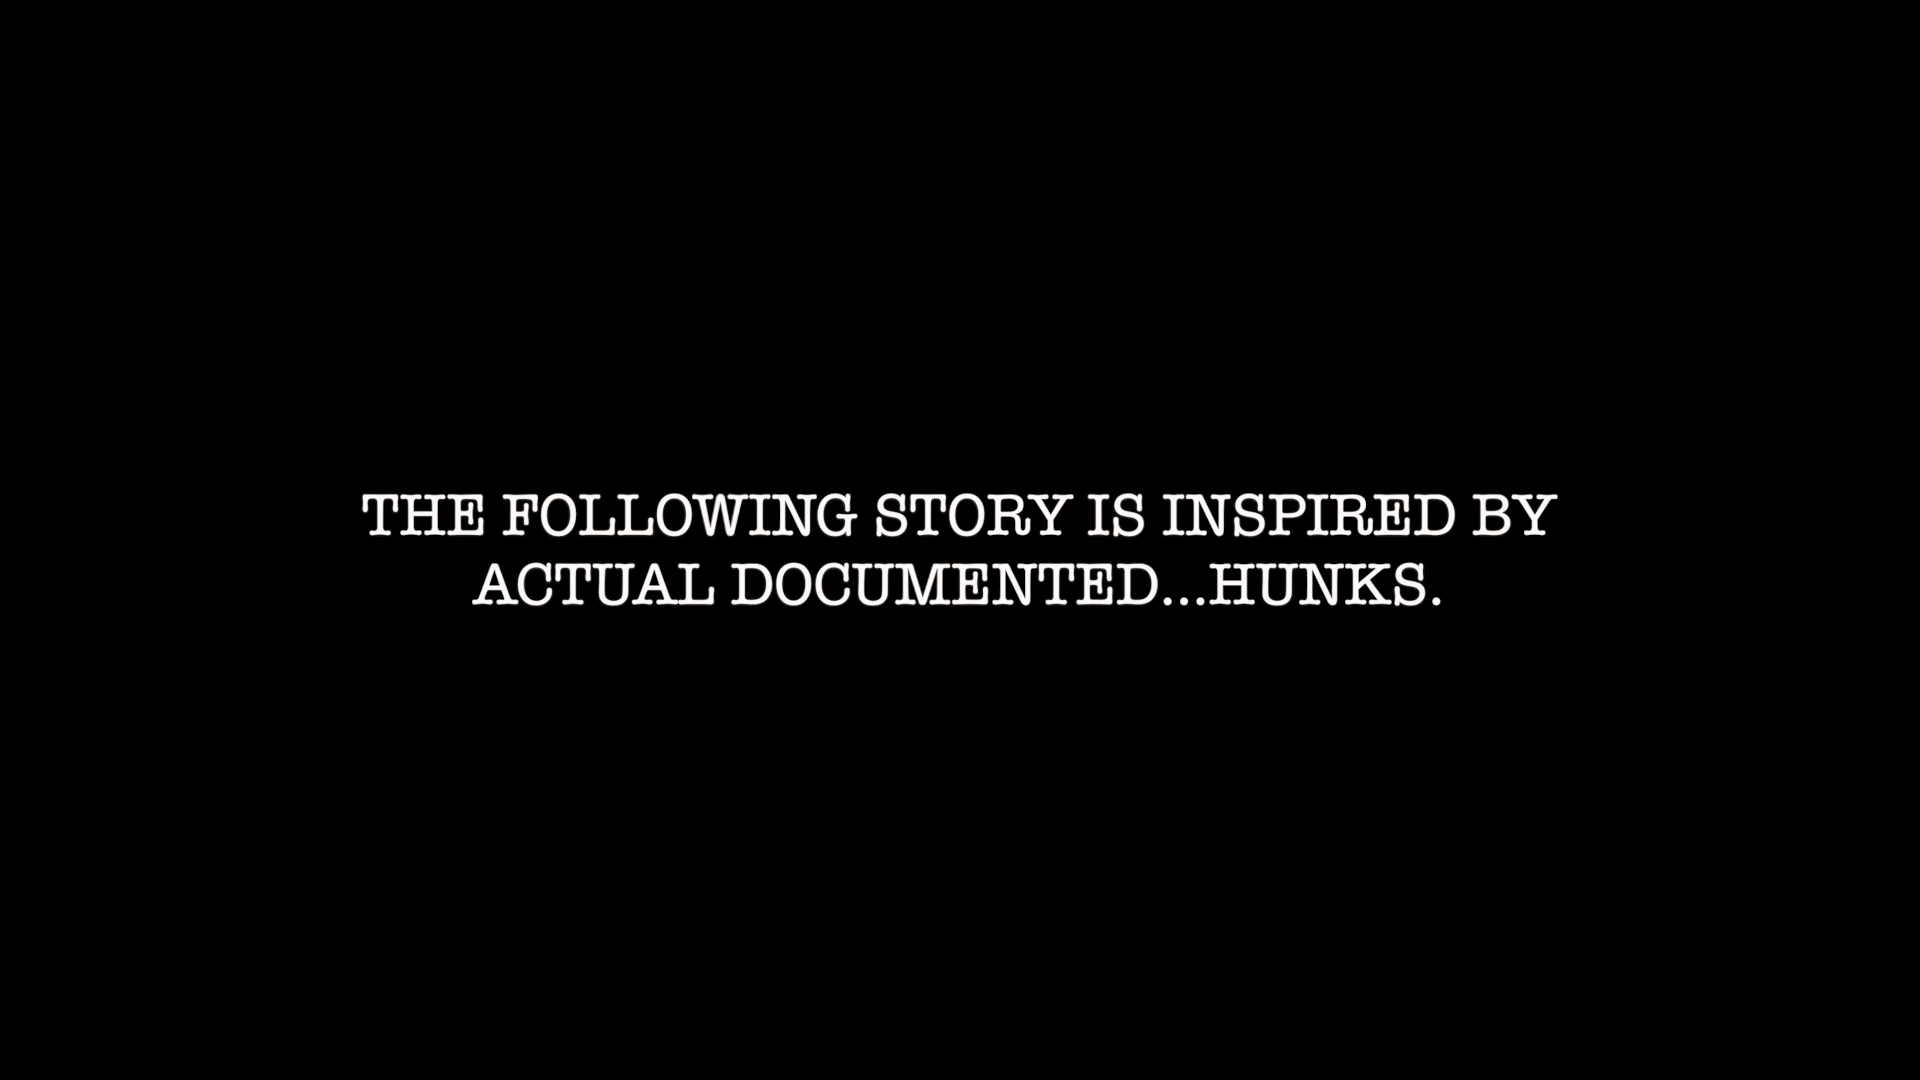 THE FOLLOWING STORY IS INSPIRED BY
ACTUAL DOCUMENTED...HUNKS.